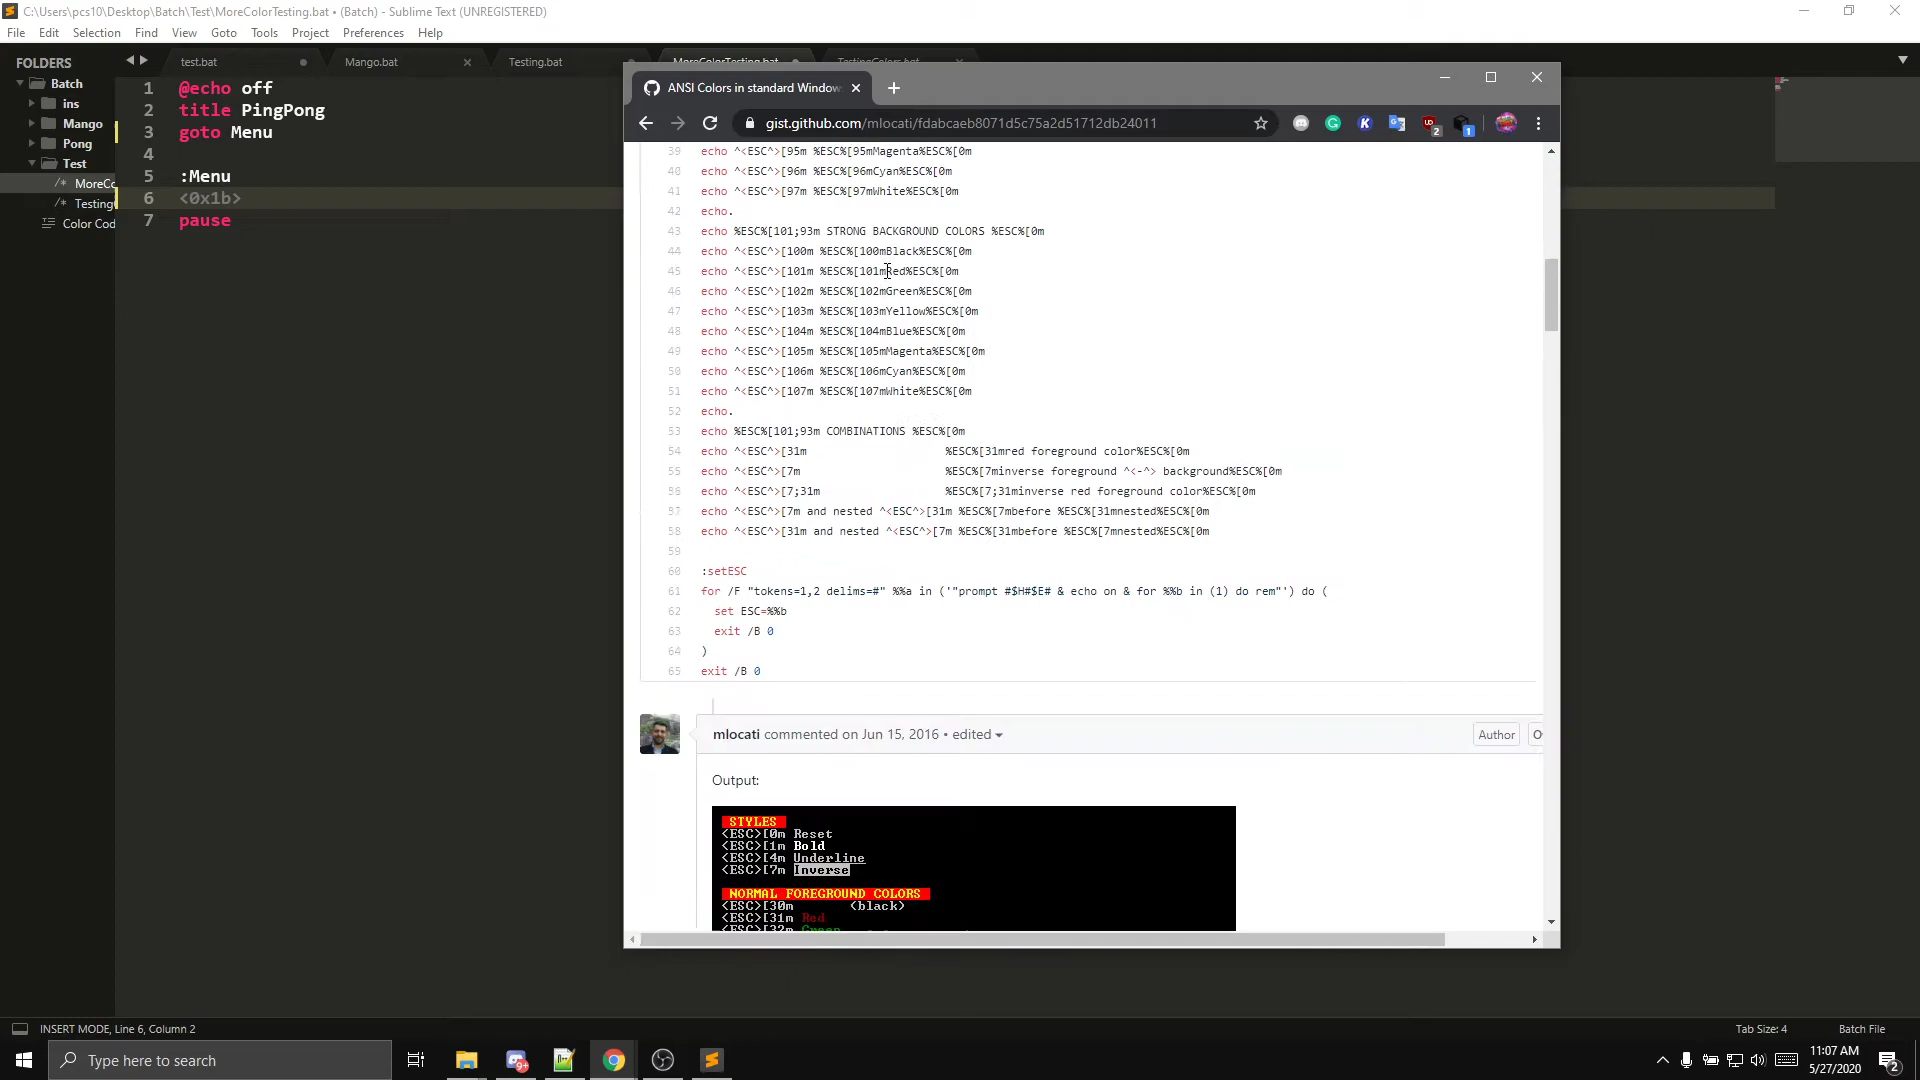 C:\Users\pcs10\Desktop\Batch\Test\MoreColorTesting.bat • (Batch) - Sublime Text (UNREGISTERED)
File Edit Selection Find View Goto Tools Project Preferences Help
FOLDERS
Batch
ins
Mango
Pong
Test
/* MoreCo
/* Testing
Color Cod
test.bat
Mango.bat
Testing.bat
MoreColorTesting.bat
TestingColors.bat
1 @echo off
2 title PingPong
3 goto Menu
4
5 :Menu
6 <0x1b>
7 pause
ANSI Colors in standard Window
gist.github.com/mlocati/fdabcaeb8071d5c75a2d51712db24011
39 echo ^<ESC^>[95m %ESC%[95mMagenta%ESC%[0m
40 echo ^<ESC^>[96m %ESC%[96mCyan%ESC%[0m
41 echo ^<ESC^>[97m %ESC%[97mWhite%ESC%[0m
42 echo.
43 echo %ESC%[101;93m STRONG BACKGROUND COLORS %ESC%[0m
44 echo ^<ESC^>[100m %ESC%[100mBlack%ESC%[0m
45 echo ^<ESC^>[101m %ESC%[101mRed%ESC%[0m
46 echo ^<ESC^>[102m %ESC%[102mGreen%ESC%[0m
47 echo ^<ESC^>[103m %ESC%[103mYellow%ESC%[0m
48 echo ^<ESC^>[104m %ESC%[104mBlue%ESC%[0m
49 echo ^<ESC^>[105m %ESC%[105mMagenta%ESC%[0m
50 echo ^<ESC^>[106m %ESC%[106mCyan%ESC%[0m
51 echo ^<ESC^>[107m %ESC%[107mWhite%ESC%[0m
52 echo.
53 echo %ESC%[101;93m COMBINATIONS %ESC%[0m
54 echo ^<ESC^>[31m %ESC%[31mred foreground color%ESC%[0m
55 echo ^<ESC^>[7m %ESC%[7minverse foreground ^<-^> background%ESC%[0m
56 echo ^<ESC^>[7;31m %ESC%[7;31minverse red foreground color%ESC%[0m
57 echo ^<ESC^>[7m and nested ^<ESC^>[31m %ESC%[7mbefore %ESC%[31mnested%ESC%[0m
58 echo ^<ESC^>[31m and nested ^<ESC^>[7m %ESC%[31mbefore %ESC%[7mnested%ESC%[0m
59
60 :setESC
61 for /F "tokens=1,2 delims=#" %%a in ('"prompt #$H#$E# & echo on & for %%b in (1) do rem"') do (
62 set ESC=%%b
63 exit /B 0
64 )
65 exit /B 0
mlocati commented on Jun 15, 2016 • edited
Author
O
Output:
STYLES
<ESC>[0m Reset
<ESC>[1m Bold
<ESC>[4m Underline
<ESC>[7m Inverse
NORMAL FOREGROUND COLORS
<ESC>[30m <black>
<ESC>[31m Red
<ESC>[32m Green
INSERT MODE, Line 6, Column 2
Tab Size: 4
Batch File
Type here to search
11:07 AM
5/27/2020